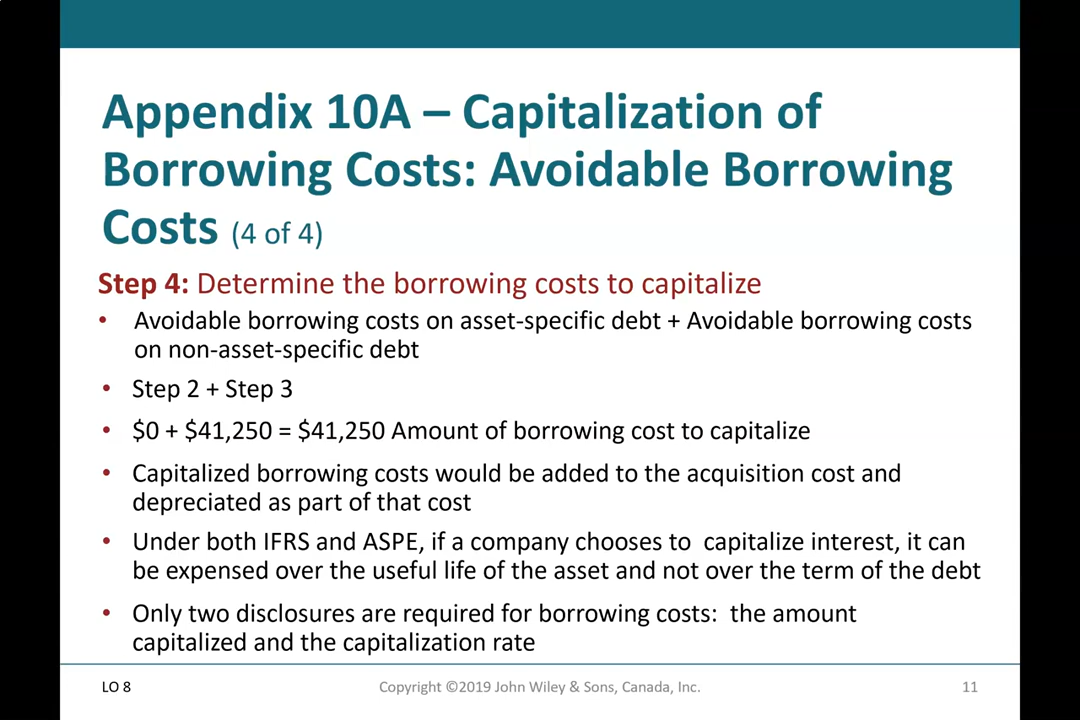 Appendix 10A – Capitalization of
Borrowing Costs: Avoidable Borrowing
Costs (4 of 4)
Step 4: Determine the borrowing costs to capitalize
• Avoidable borrowing costs on asset-specific debt + Avoidable borrowing costs
on non-asset-specific debt
• Step 2 + Step 3
• $0 + $41,250 = $41,250 Amount of borrowing cost to capitalize
• Capitalized borrowing costs would be added to the acquisition cost and
depreciated as part of that cost
• Under both IFRS and ASPE, if a company chooses to  capitalize interest, it can
be expensed over the useful life of the asset and not over the term of the debt
• Only two disclosures are required for borrowing costs:  the amount
capitalized and the capitalization rate
LO 8
Copyright ©2019 John Wiley & Sons, Canada, Inc.
11